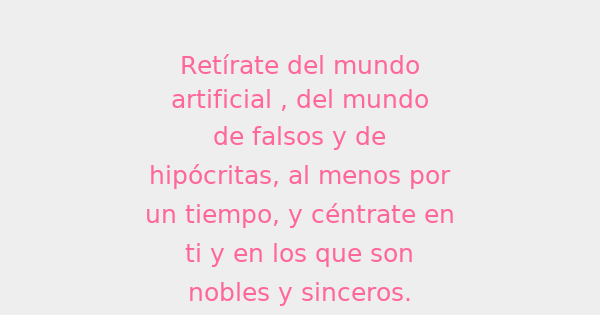 Retírate del mundo
artificial , del mundo
de falsos y de
hipócritas, al menos por
un tiempo, y céntrate en
ti y en los que son
nobles y sinceros.